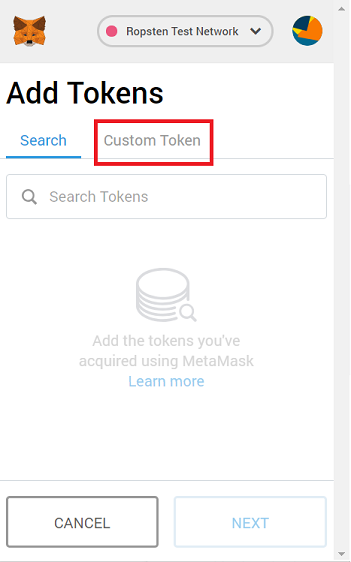 Ropsten Test Network
Add Tokens
Search
Custom Token
Search Tokens
Add the tokens you've
acquired using MetaMask
Learn more
CANCEL
NEXT